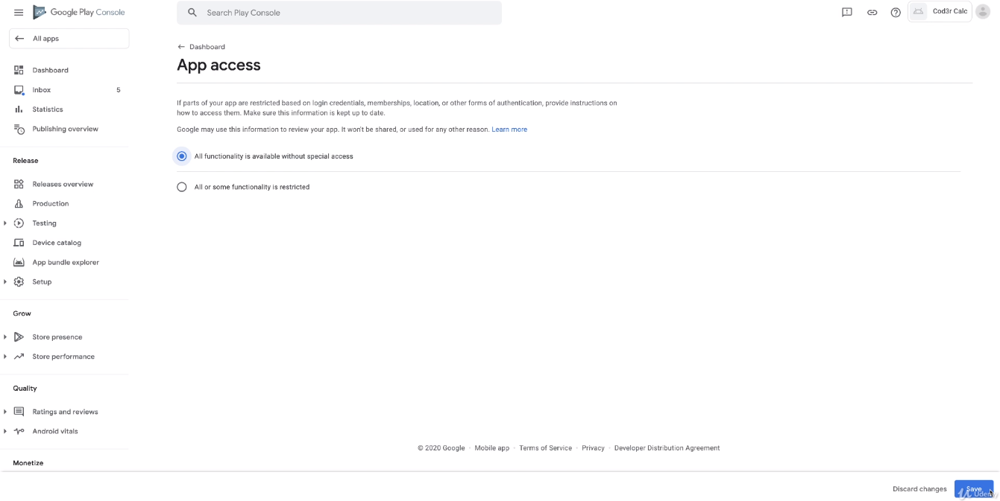 Google Play Console
Search Play Console
Cod3r Calc
All apps
Dashboard
Inbox 5
Statistics
Publishing overview
Release
Releases overview
Production
Testing
Device catalog
App bundle explorer
Setup
Grow
Store presence
Store performance
Quality
Ratings and reviews
Android vitals
Monetize
Dashboard
App access
If parts of your app are restricted based on login credentials, memberships, location, or other forms of authentication, provide instructions on
how to access them. Make sure this information is kept up to date.
Google may use this information to review your app. It won't be shared, or used for any other reason. Learn more
All functionality is available without special access
All or some functionality is restricted
© 2020 Google · Mobile app · Terms of Service · Privacy · Developer Distribution Agreement
Discard changes
Save
Udemy